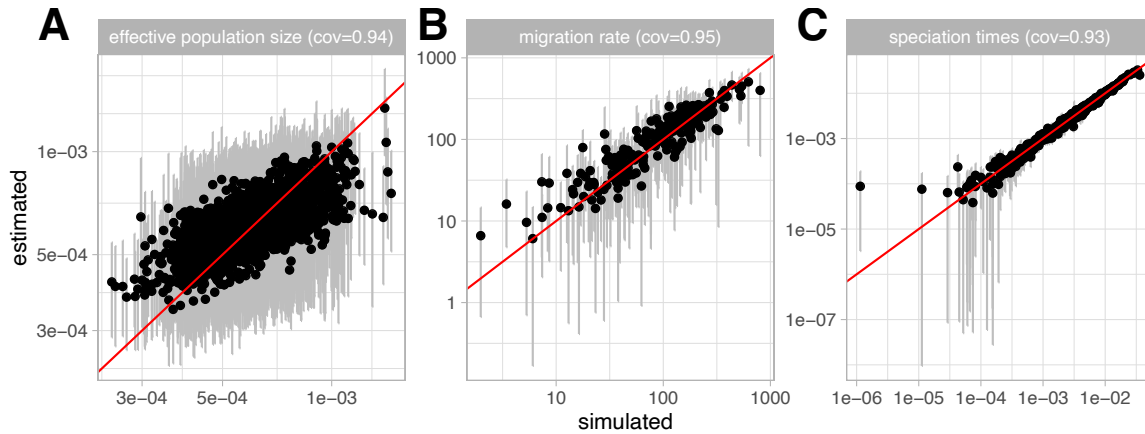 A
effective population size (cov=0.94)
B
migration rate (cov=0.95)
C
speciation times (cov=0.93)
estimated
1e−03
5e−04
3e−04
3e−04
5e−04
1e−03
1000
100
10
1
10
100
1000
1e−03
1e−05
1e−07
1e−06
1e−05
1e−04
1e−03
1e−02
simulated